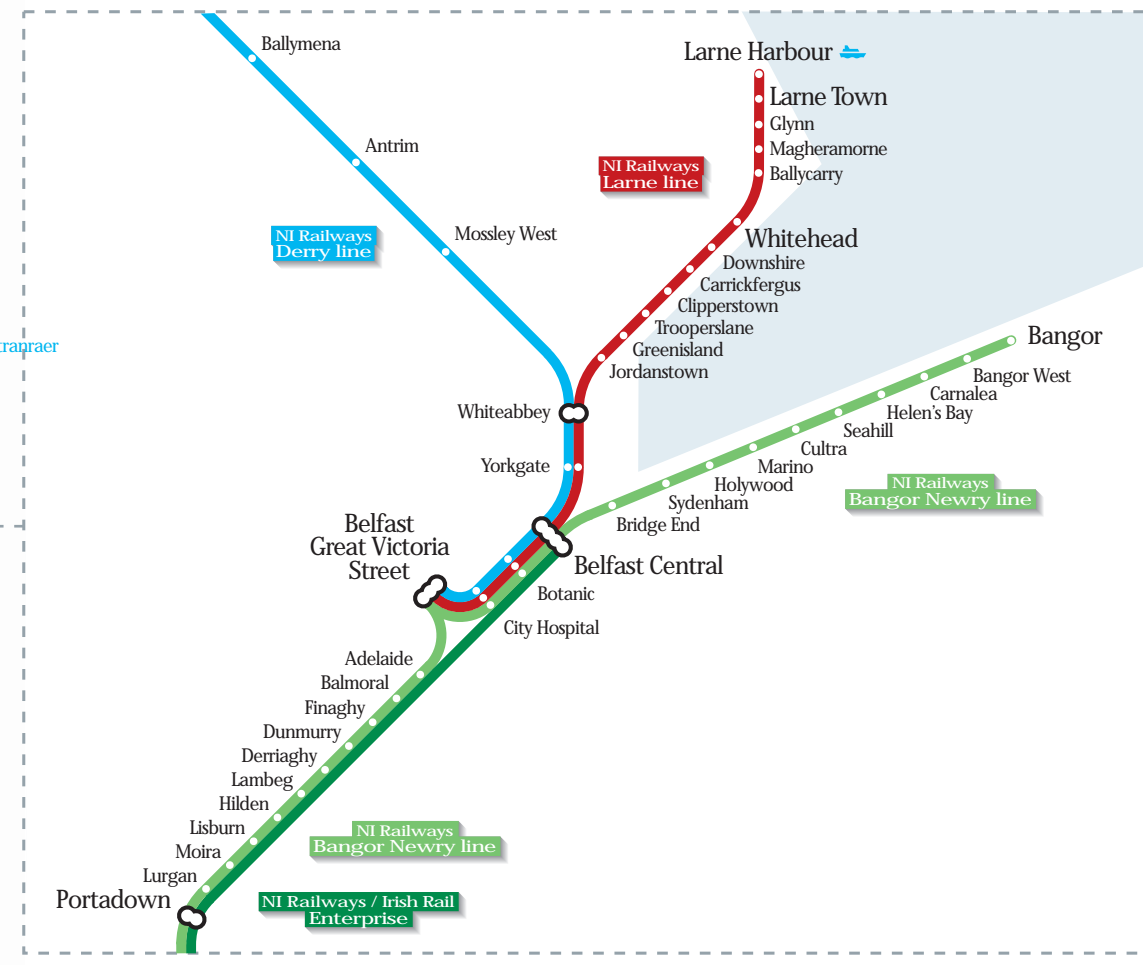 Ballymena
Larne Harbour
Larne Town
Antrim
Glynn
Magheramorne
NI Railways
Larne line
Ballycarry
Mossley West
NI Railways
Derry line
Whitehead
Downshire
Carrickfergus
Clipperstown
Trooperslane
Greenisland
Jordanstown
tranraer
Bangor
Bangor West
Carnalea
Helen's Bay
Seahill
Cultra
Marino
Holywood
Sydenham
Bridge End
Whiteabbey
Yorkgate
NI Railways
Bangor Newry line
Belfast
Great Victoria
Street
Belfast Central
Botanic
City Hospital
Adelaide
Balmoral
Finaghy
Dunmurry
Derriaghy
Lambeg
Hilden
Lisburn
Moira
Lurgan
Portadown
NI Railways
Bangor Newry line
NI Railways / Irish Rail
Enterprise